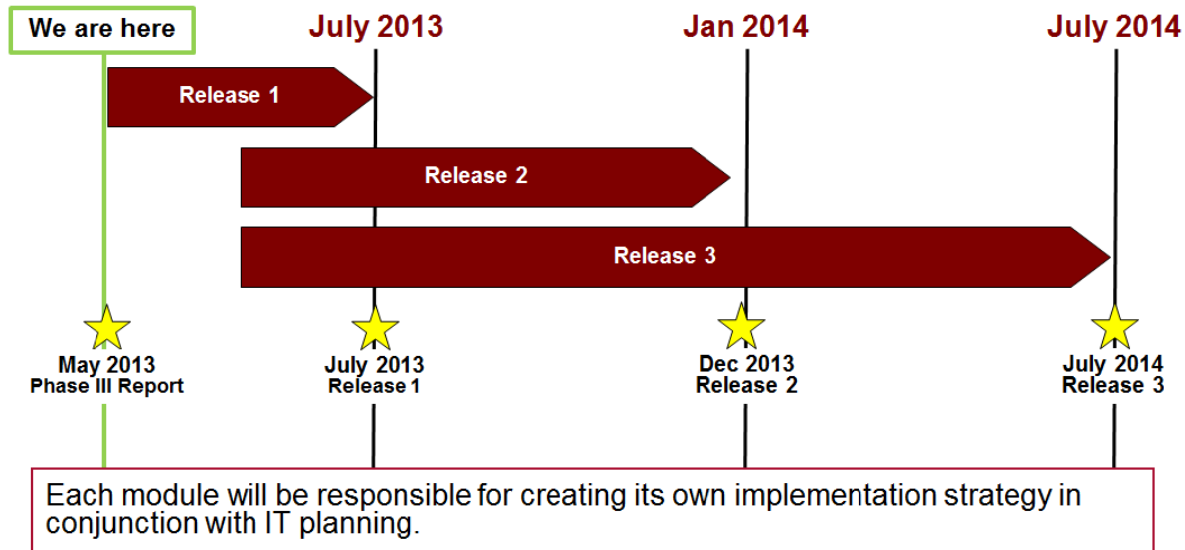 We are here
July 2013
Jan 2014
July 2014
Release 1
Release 2
Release 3
May 2013
Phase III Report
July 2013
Release 1
Dec 2013
Release 2
July 2014
Release 3
Each module will be responsible for creating its own implementation strategy in
conjunction with IT planning.